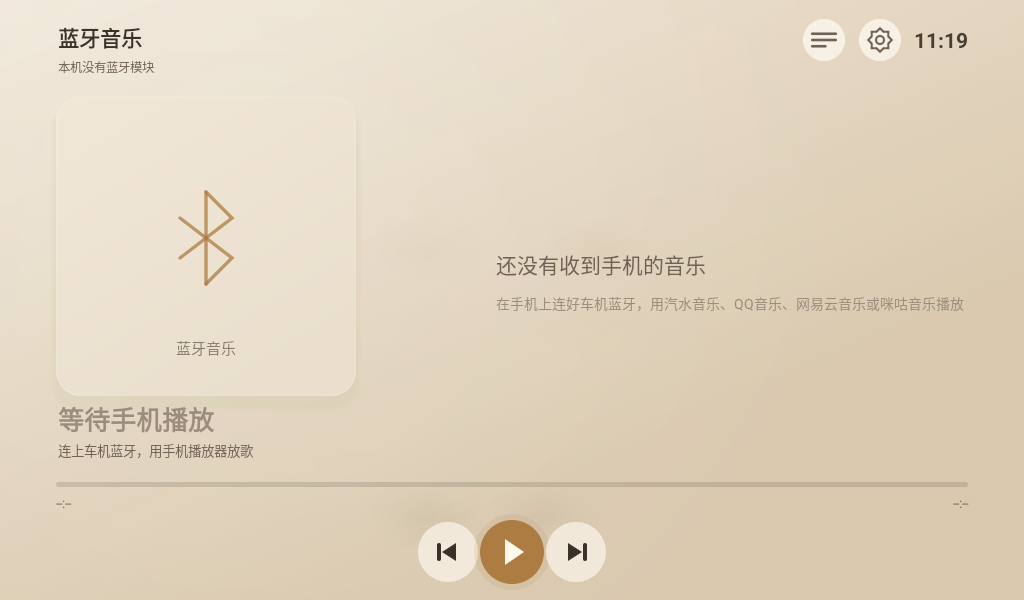 蓝牙音乐
本机没有蓝牙模块
11:19
蓝牙音乐
还没有收到手机的音乐
在手机上连好车机蓝牙，用汽水音乐、QQ音乐、网易云音乐或咪咕音乐播放
等待手机播放
连上车机蓝牙，用手机播放器放歌
-:-
-:-